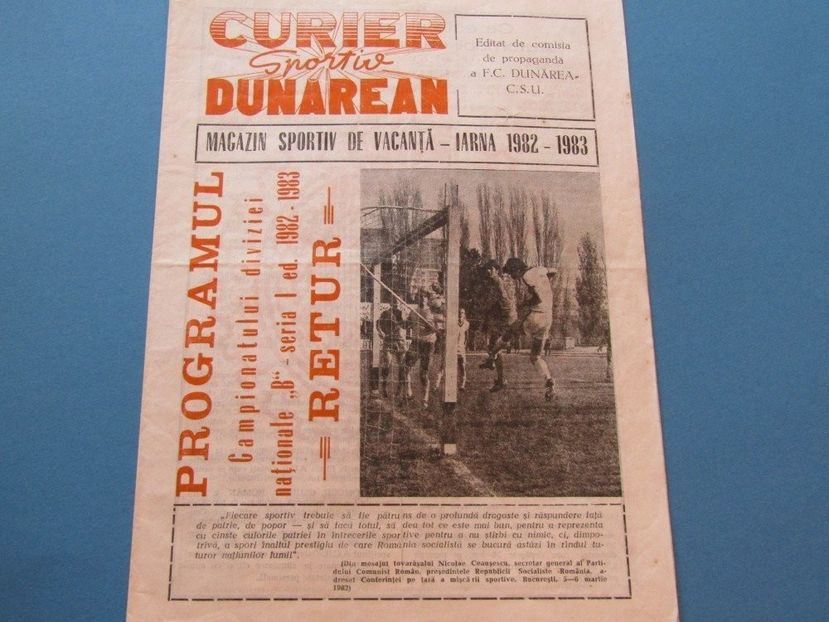 CURIER
Sportiv
DUNĂREAN
Editat de comisia
de propagandă
a F.C. DUNĂREA-
C.S.U.
MAGAZIN SPORTIV DE VACANȚĂ - IARNA 1982 - 1983
PROGRAMUL
Campionatului diviziei
naționale „B" - seria I ed. 1982 - 1983
— RETUR —
„Fiecare sportiv trebuie să fie pătruns de o profundă dragoste și răspundere față
de patrie, de popor — și să facă totul, să dea tot ce este mai bun, pentru a reprezenta
cu cinste culorile patriei în întrecerile sportive pentru a nu știrbi cu nimic, ci, dimpo-
trivă, a spori înaltul prestigiu de care România socialistă se bucură astăzi în rîndul tu-
turor națiunilor lumii".
(Din mesajul tovarășului Nicolae Ceaușescu, secretar general al Parti-
dului Comunist Român, președintele Republicii Socialiste România, a-
dresat Conferinței pe țară a mișcării sportive, București, 5—6 martie
1982)